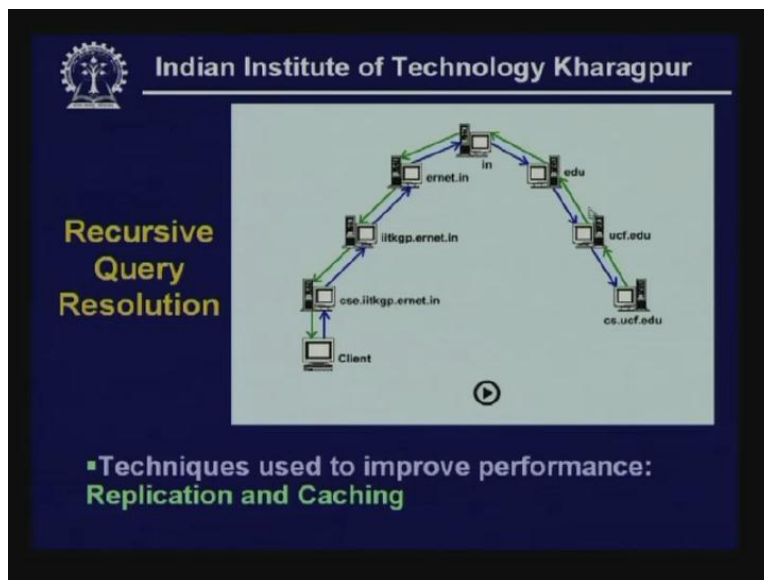 Indian Institute of Technology Kharagpur
Recursive
Query
Resolution
in
ernet.in
edu
iitkgp.ernet.in
ucf.edu
cse.iitkgp.ernet.in
cs.ucf.edu
Client
▪Techniques used to improve performance:
Replication and Caching